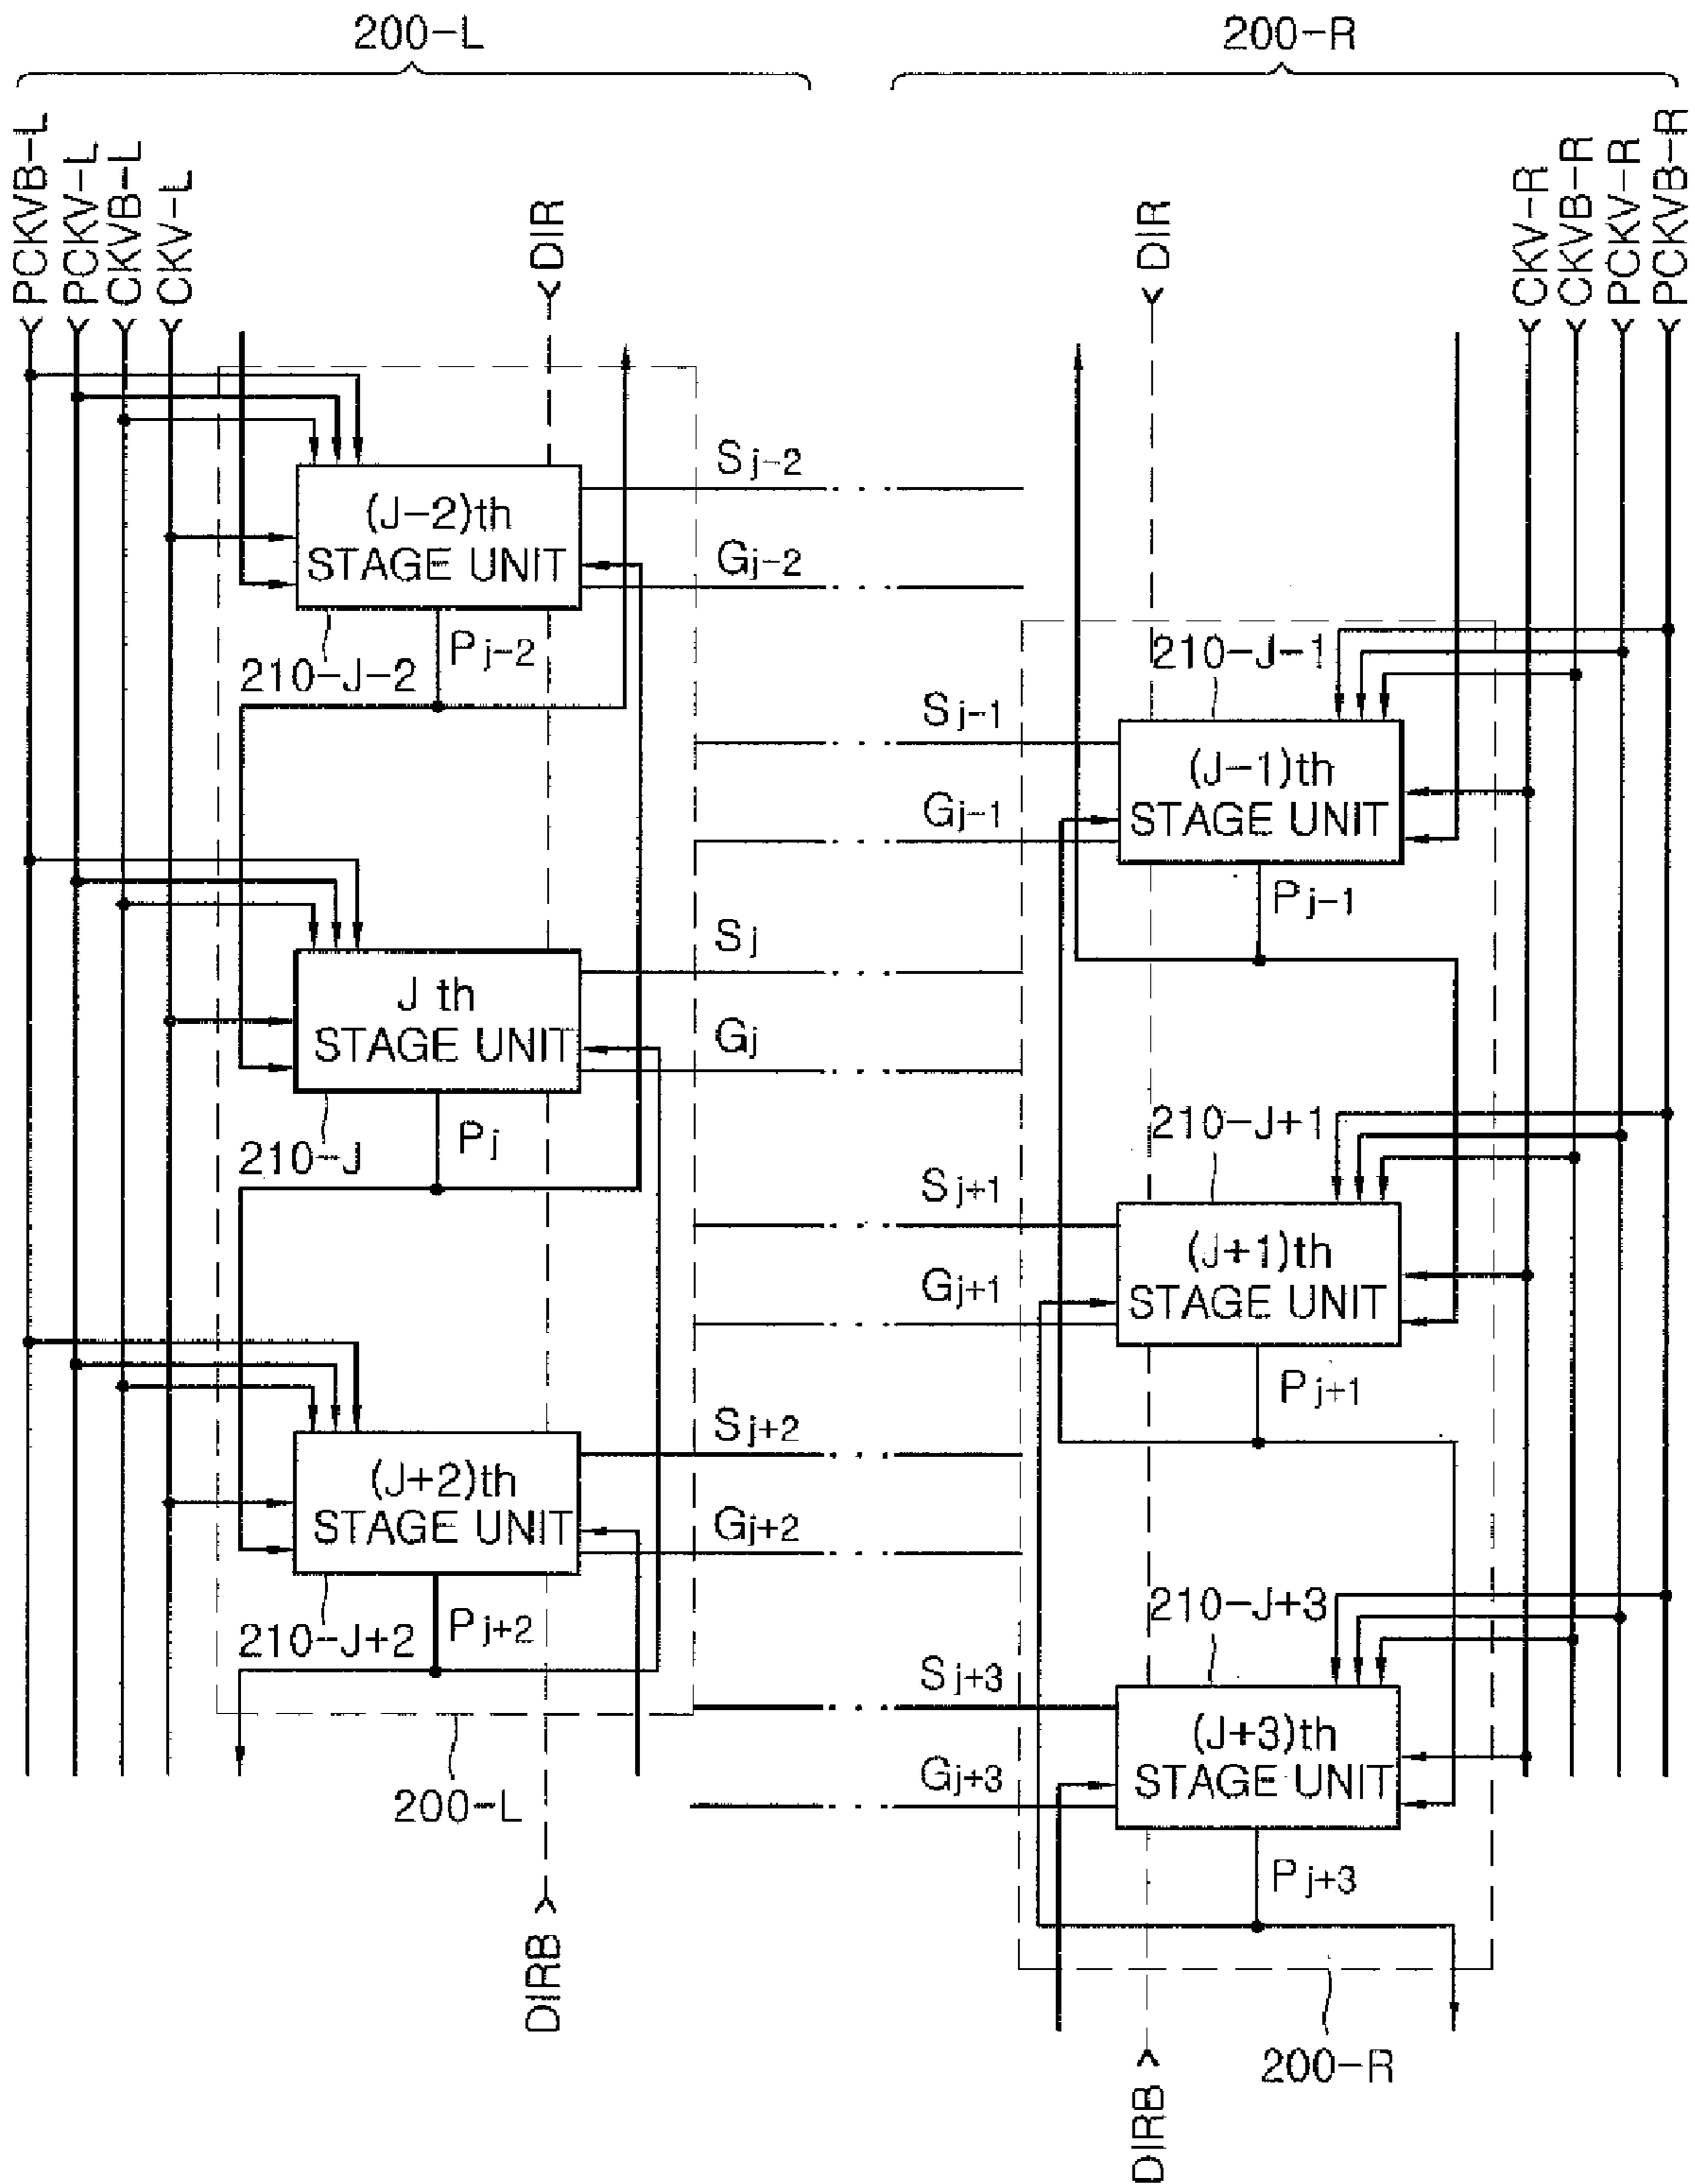 200-L
200-R
PCKVB-L
PCKV-L
CKVB-L
CKV-L
DIR
DIR
CKV-R
CKVB-R
PCKV-R
PCKVB-R
Sj-2
(J-2)th
STAGE UNIT
Gj-2
Pj-2
210-J-2
210-J-1
Sj-1
(J-1)th
STAGE UNIT
Gj-1
Pj-1
Sj
J th
STAGE UNIT
Gj
Pj
210-J
210-J+1
Sj+1
(J+1)th
STAGE UNIT
Gj+1
Pj+1
Sj+2
(J+2)th
STAGE UNIT
Gj+2
Pj+2
210-J+2
210-J+3
Sj+3
(J+3)th
STAGE UNIT
Gj+3
200-L
Pj+3
DIRB
200-R
DIRB